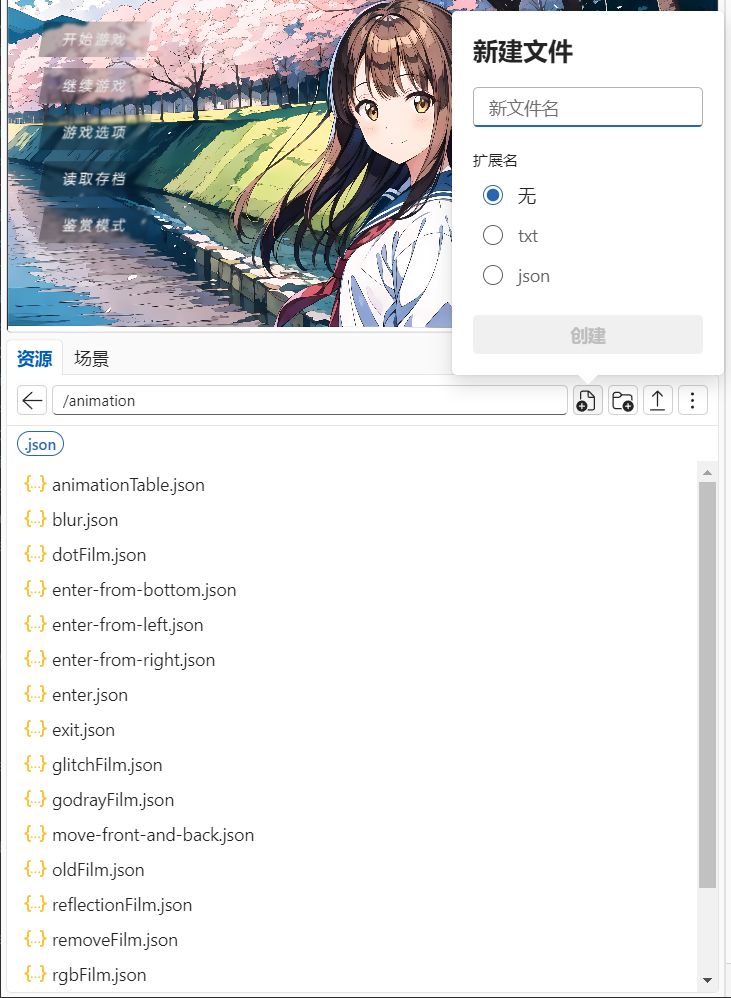 开始游戏
继续游戏
游戏选项
读取存档
鉴赏模式
新建文件
新文件名
扩展名
无
txt
json
创建
资源 场景
/animation
.json
animationTable.json
blur.json
dotFilm.json
enter-from-bottom.json
enter-from-left.json
enter-from-right.json
enter.json
exit.json
glitchFilm.json
godrayFilm.json
move-front-and-back.json
oldFilm.json
reflectionFilm.json
removeFilm.json
rgbFilm.json